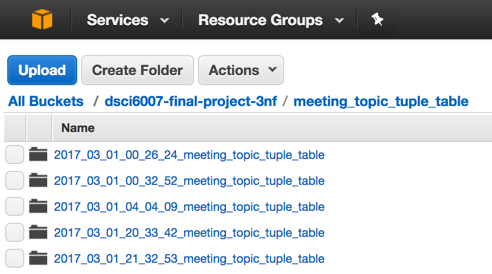 Services Resource Groups
Upload Create Folder Actions
All Buckets / dsci6007-final-project-3nf / meeting_topic_tuple_table
Name
2017_03_01_00_26_24_meeting_topic_tuple_table
2017_03_01_00_32_52_meeting_topic_tuple_table
2017_03_01_04_04_09_meeting_topic_tuple_table
2017_03_01_20_33_42_meeting_topic_tuple_table
2017_03_01_21_32_53_meeting_topic_tuple_table